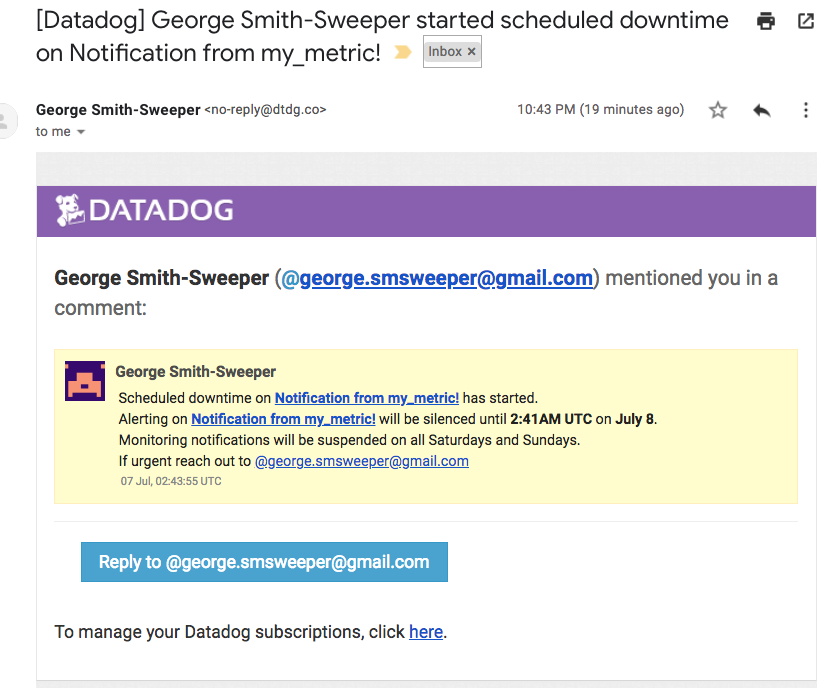 [Datadog] George Smith-Sweeper started scheduled downtime
on Notification from my_metric! Inbox ×
George Smith-Sweeper <no-reply@dtdg.co> 10:43 PM (19 minutes ago)
to me
DATADOG
George Smith-Sweeper (@george.smsweeper@gmail.com) mentioned you in a
comment:
George Smith-Sweeper
Scheduled downtime on Notification from my_metric! has started.
Alerting on Notification from my_metric! will be silenced until 2:41AM UTC on July 8.
Monitoring notifications will be suspended on all Saturdays and Sundays.
If urgent reach out to @george.smsweeper@gmail.com
07 Jul, 02:43:55 UTC
Reply to @george.smsweeper@gmail.com
To manage your Datadog subscriptions, click here.